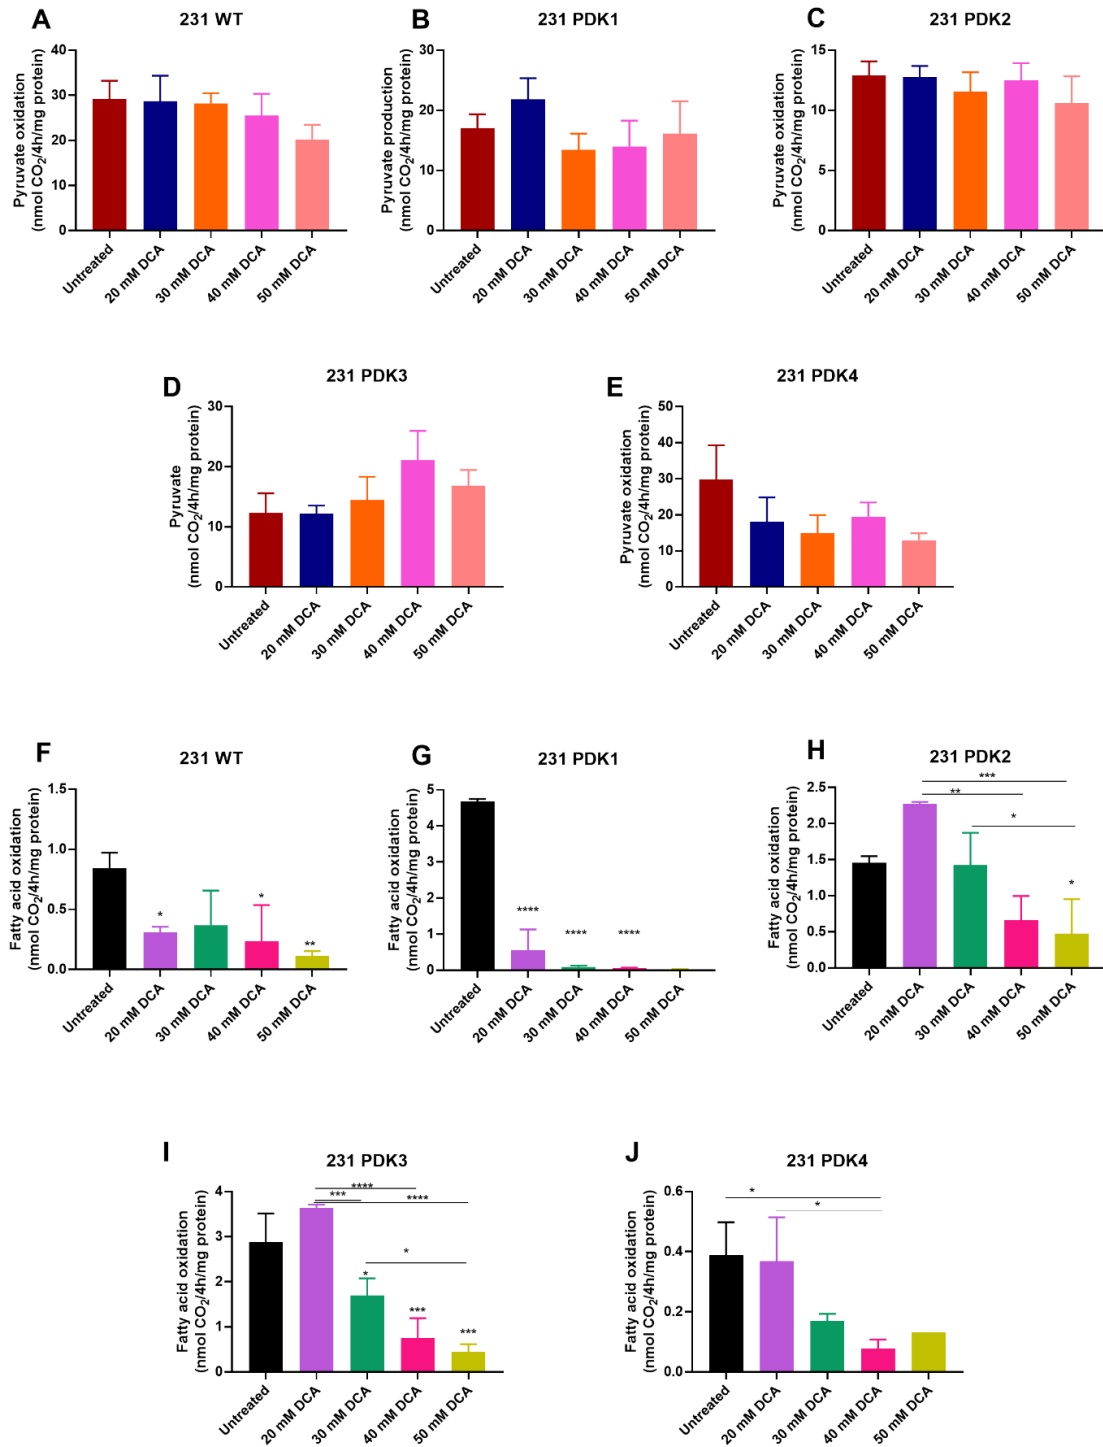 A
231 WT
Pyruvate oxidation
(nmol CO₂/4h/mg protein)
40
30
20
10
0
Untreated
20 mM DCA
30 mM DCA
40 mM DCA
50 mM DCA
B
231 PDK1
Pyruvate production
(nmol CO₂/4h/mg protein)
30
20
10
0
Untreated
20 mM DCA
30 mM DCA
40 mM DCA
50 mM DCA
C
231 PDK2
Pyruvate oxidation
(nmol CO₂/4h/mg protein)
15
10
5
0
Untreated
20 mM DCA
30 mM DCA
40 mM DCA
50 mM DCA
D
231 PDK3
Pyruvate
(nmol CO₂/4h/mg protein)
30
20
10
0
Untreated
20 mM DCA
30 mM DCA
40 mM DCA
50 mM DCA
E
231 PDK4
Pyruvate oxidation
(nmol CO₂/4h/mg protein)
50
40
30
20
10
0
Untreated
20 mM DCA
30 mM DCA
40 mM DCA
50 mM DCA
F
231 WT
Fatty acid oxidation
(nmol CO₂/4h/mg protein)
1.5
1.0
0.5
0.0
*
*
**
Untreated
20 mM DCA
30 mM DCA
40 mM DCA
50 mM DCA
G
231 PDK1
Fatty acid oxidation
(nmol CO₂/4h/mg protein)
5
4
3
2
1
0
****
****
****
Untreated
20 mM DCA
30 mM DCA
40 mM DCA
50 mM DCA
H
231 PDK2
Fatty acid oxidation
(nmol CO₂/4h/mg protein)
2.5
2.0
1.5
1.0
0.5
0.0
***
**
*
*
Untreated
20 mM DCA
30 mM DCA
40 mM DCA
50 mM DCA
I
231 PDK3
Fatty acid oxidation
(nmol CO₂/4h/mg protein)
4
3
2
1
0
****
***
****
*
*
***
***
Untreated
20 mM DCA
30 mM DCA
40 mM DCA
50 mM DCA
J
231 PDK4
Fatty acid oxidation
(nmol CO₂/4h/mg protein)
0.6
0.4
0.2
0.0
*
*
Untreated
20 mM DCA
30 mM DCA
40 mM DCA
50 mM DCA